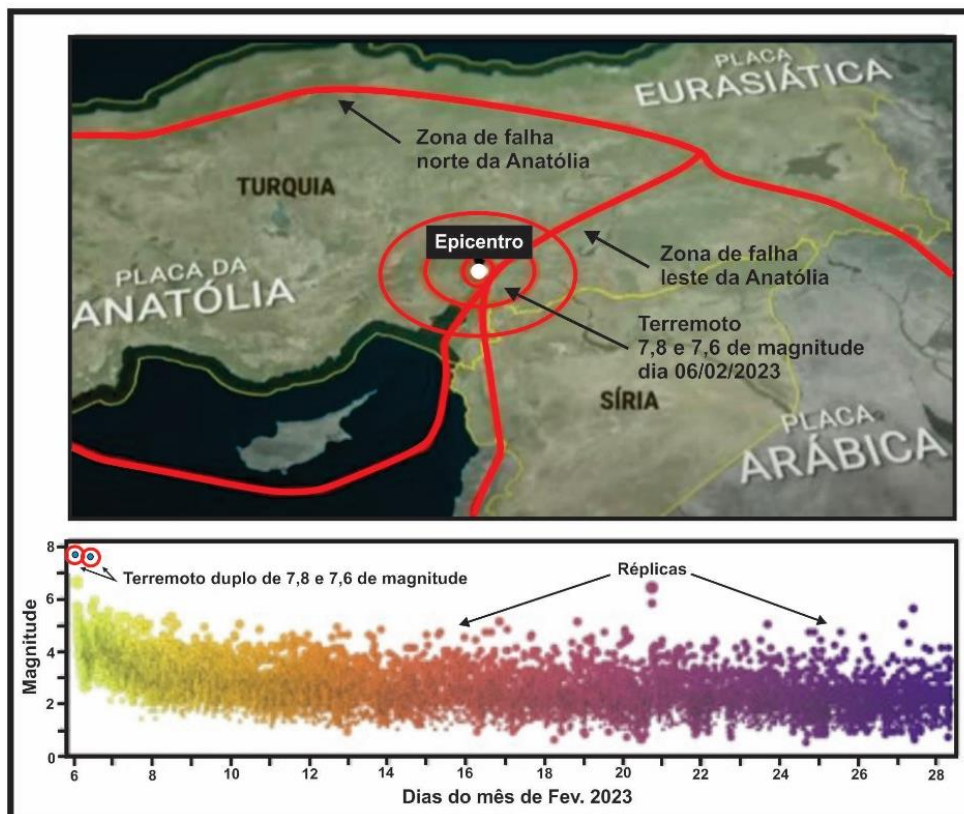 PLACA
EURASIÁTICA
Zona de falha
norte da Anatólia
TURQUIA
Epicentro
Zona de falha
leste da Anatólia
PLACA DA
ANATÓLIA
Terremoto
7,8 e 7,6 de magnitude
dia 06/02/2023
SÍRIA
PLACA
ARÁBICA
8
Terremoto duplo de 7,8 e 7,6 de magnitude
Réplicas
6
4
2
0
Magnitude
6 8 10 12 14 16 18 20 22 24 26 28
Dias do mês de Fev. 2023